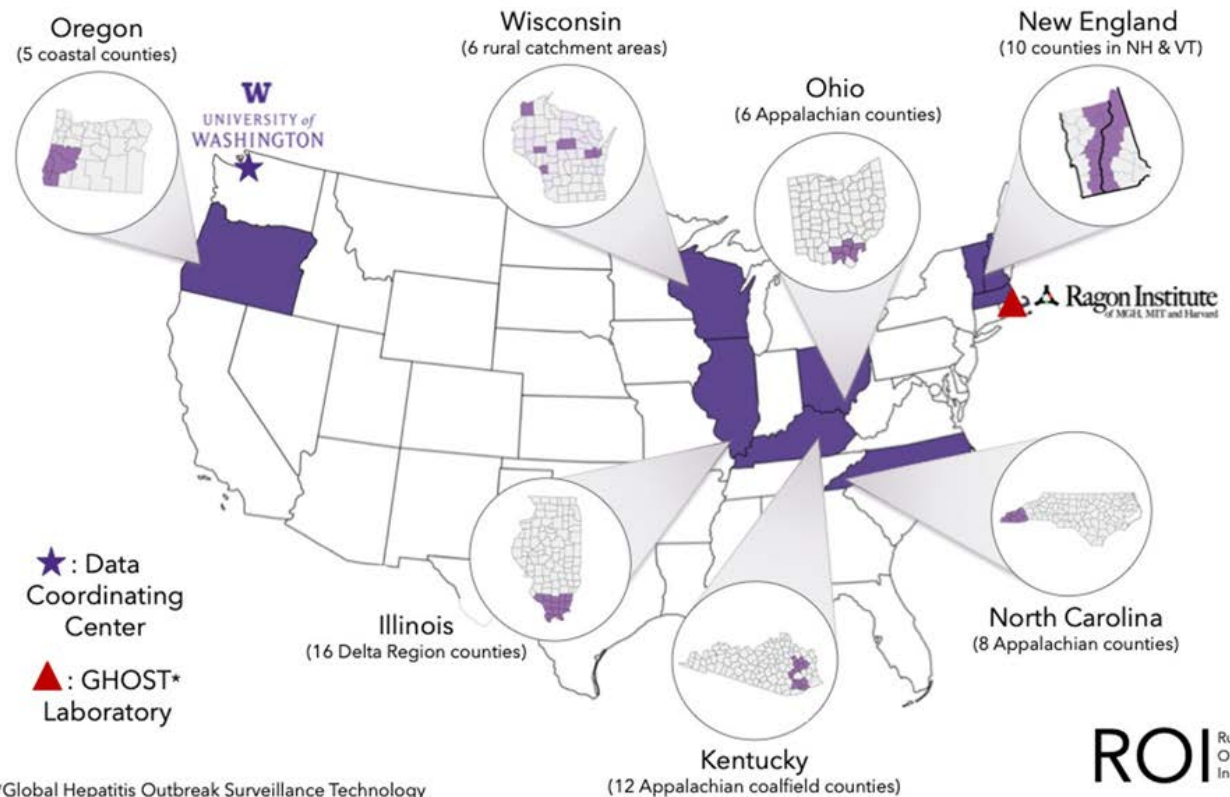 Oregon
(5 coastal counties)
Wisconsin
(6 rural catchment areas)
New England
(10 counties in NH & VT)
Ohio
(6 Appalachian counties)
W
UNIVERSITY of
WASHINGTON
Ragon Institute
of MGH, MIT and Harvard
★: Data
Coordinating
Center
▲: GHOST*
Laboratory
Illinois
(16 Delta Region counties)
North Carolina
(8 Appalachian counties)
Kentucky
(12 Appalachian coalfield counties)
*Global Hepatitis Outbreak Surveillance Technology
ROI